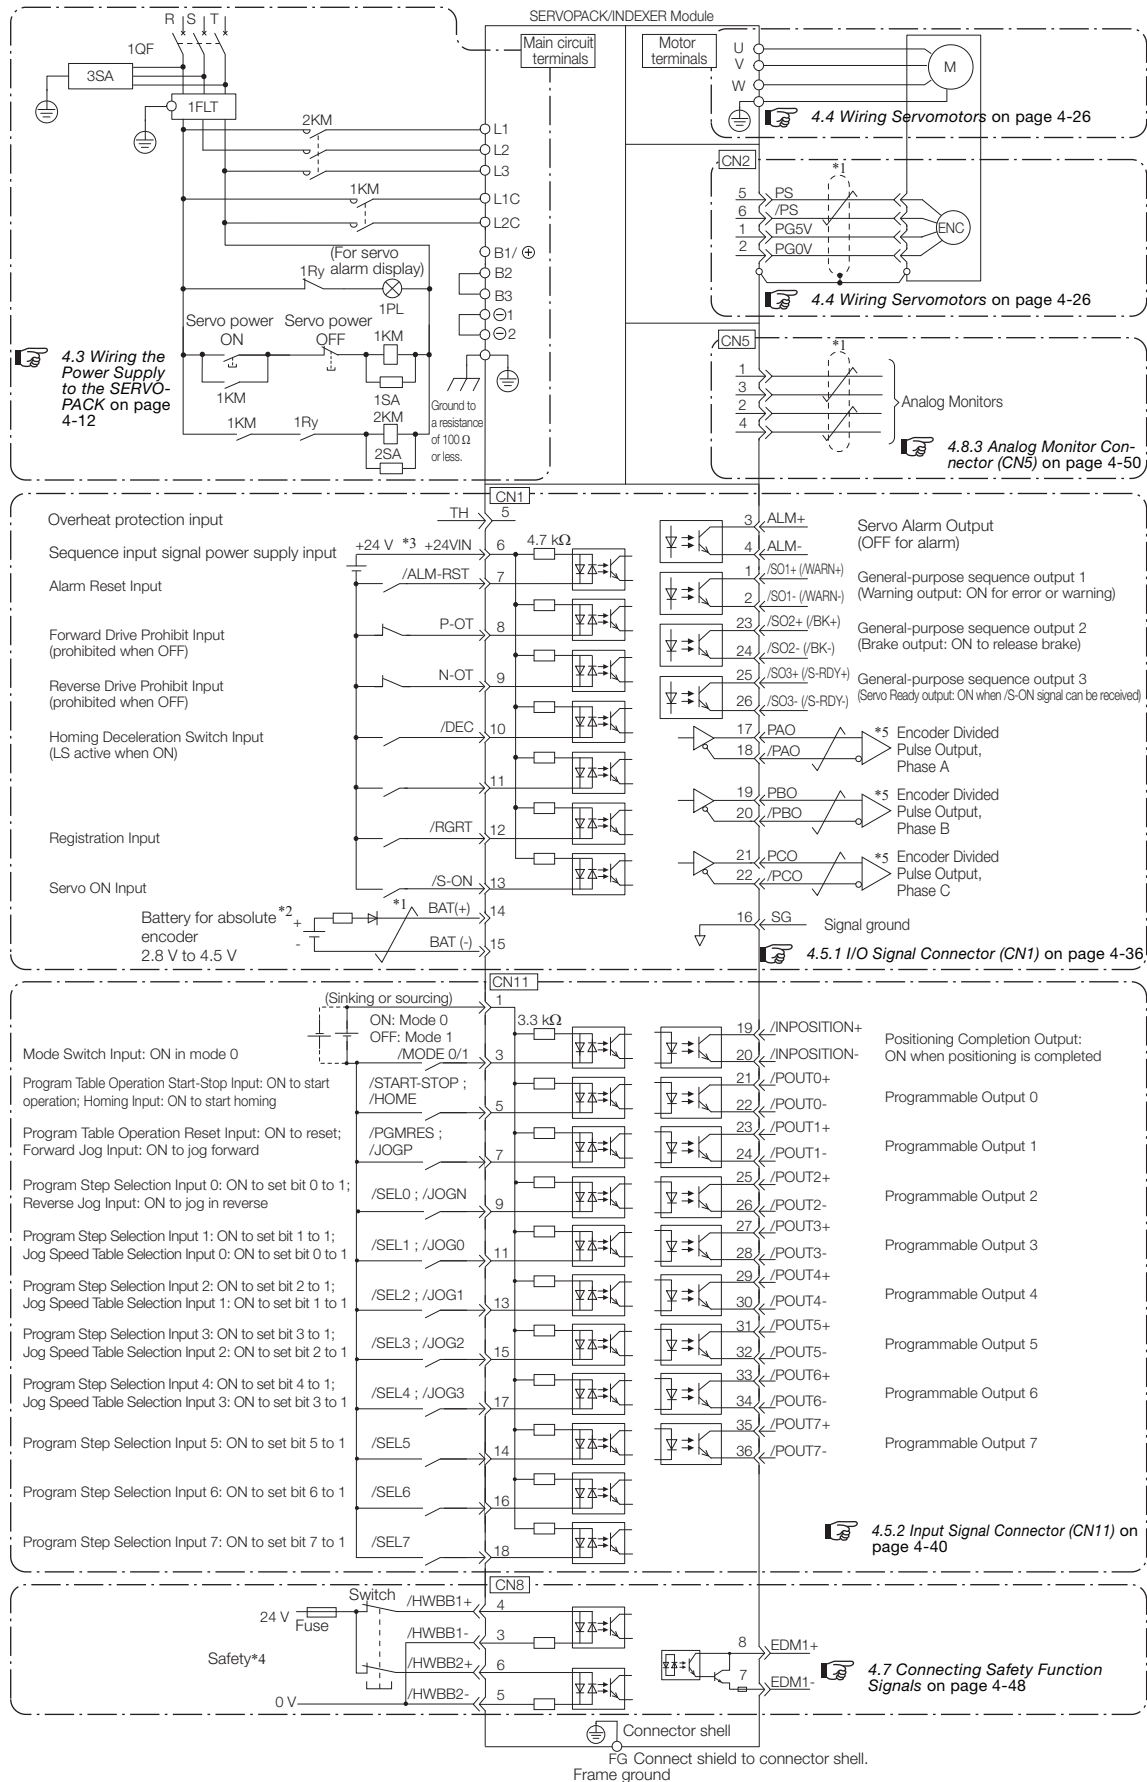 SERVOPACK/INDEXER Module
R S T
1QF
3SA
1FLT
2KM
1KM
Main circuit
terminals
L1
L2
L3
L1C
L2C
B1/ ⊕
B2
B3
⊖1
⊖2
(For servo
alarm display)
1Ry
1PL
Servo power
ON
Servo power
OFF
1KM
1KM
1SA
1KM
1Ry
2KM
2SA
Ground to
a resistance
of 100 Ω
or less.
4.3 Wiring the
Power Supply
to the SERVO-
PACK on page
4-12
Motor
terminals
U
V
W
M
4.4 Wiring Servomotors on page 4-26
CN2
*1
5 PS
6 /PS
1 PG5V
2 PG0V
ENC
4.4 Wiring Servomotors on page 4-26
CN5
*1
1
3
2
4
Analog Monitors
4.8.3 Analog Monitor Con-
nector (CN5) on page 4-50
CN1
Overheat protection input
TH 5
Sequence input signal power supply input
+24 V *3 +24VIN 6
4.7 kΩ
Alarm Reset Input
/ALM-RST 7
Forward Drive Prohibit Input
(prohibited when OFF)
P-OT 8
Reverse Drive Prohibit Input
(prohibited when OFF)
N-OT 9
Homing Deceleration Switch Input
(LS active when ON)
/DEC 10
11
Registration Input
/RGRT 12
Servo ON Input
/S-ON 13
Battery for absolute
encoder
2.8 V to 4.5 V
*2
+
-
*1
BAT(+) 14
BAT (-) 15
3 ALM+
4 ALM-
Servo Alarm Output
(OFF for alarm)
1 /SO1+ (/WARN+)
2 /SO1- (/WARN-)
General-purpose sequence output 1
(Warning output: ON for error or warning)
23 /SO2+ (/BK+)
24 /SO2- (/BK-)
General-purpose sequence output 2
(Brake output: ON to release brake)
25 /SO3+ (/S-RDY+)
26 /SO3- (/S-RDY-)
General-purpose sequence output 3
(Servo Ready output: ON when /S-ON signal can be received)
17 PAO
18 /PAO
*5 Encoder Divided
Pulse Output,
Phase A
19 PBO
20 /PBO
*5 Encoder Divided
Pulse Output,
Phase B
21 PCO
22 /PCO
*5 Encoder Divided
Pulse Output,
Phase C
16 SG
Signal ground
4.5.1 I/O Signal Connector (CN1) on page 4-36
CN11
(Sinking or sourcing)
1
ON: Mode 0
OFF: Mode 1
3.3 kΩ
Mode Switch Input: ON in mode 0
/MODE 0/1 3
Program Table Operation Start-Stop Input: ON to start
operation; Homing Input: ON to start homing
/START-STOP ;
/HOME
5
Program Table Operation Reset Input: ON to reset;
Forward Jog Input: ON to jog forward
/PGMRES ;
/JOGP
7
Program Step Selection Input 0: ON to set bit 0 to 1;
Reverse Jog Input: ON to jog in reverse
/SEL0 ; /JOGN
9
Program Step Selection Input 1: ON to set bit 1 to 1;
Jog Speed Table Selection Input 0: ON to set bit 0 to 1
/SEL1 ; /JOG0
11
Program Step Selection Input 2: ON to set bit 2 to 1;
Jog Speed Table Selection Input 1: ON to set bit 1 to 1
/SEL2 ; /JOG1
13
Program Step Selection Input 3: ON to set bit 3 to 1;
Jog Speed Table Selection Input 2: ON to set bit 2 to 1
/SEL3 ; /JOG2
15
Program Step Selection Input 4: ON to set bit 4 to 1;
Jog Speed Table Selection Input 3: ON to set bit 3 to 1
/SEL4 ; /JOG3
17
Program Step Selection Input 5: ON to set bit 5 to 1
/SEL5
14
Program Step Selection Input 6: ON to set bit 6 to 1
/SEL6
16
Program Step Selection Input 7: ON to set bit 7 to 1
/SEL7
18
19 /INPOSITION+
20 /INPOSITION-
Positioning Completion Output:
ON when positioning is completed
21 /POUT0+
22 /POUT0-
Programmable Output 0
23 /POUT1+
24 /POUT1-
Programmable Output 1
25 /POUT2+
26 /POUT2-
Programmable Output 2
27 /POUT3+
28 /POUT3-
Programmable Output 3
29 /POUT4+
30 /POUT4-
Programmable Output 4
31 /POUT5+
32 /POUT5-
Programmable Output 5
33 /POUT6+
34 /POUT6-
Programmable Output 6
35 /POUT7+
36 /POUT7-
Programmable Output 7
4.5.2 Input Signal Connector (CN11) on
page 4-40
CN8
Switch
24 V
Fuse
/HWBB1+ 4
/HWBB1- 3
Safety*4
/HWBB2+ 6
0 V
/HWBB2- 5
8 EDM1+
7 EDM1-
4.7 Connecting Safety Function
Signals on page 4-48
Connector shell
FG Connect shield to connector shell.
Frame ground